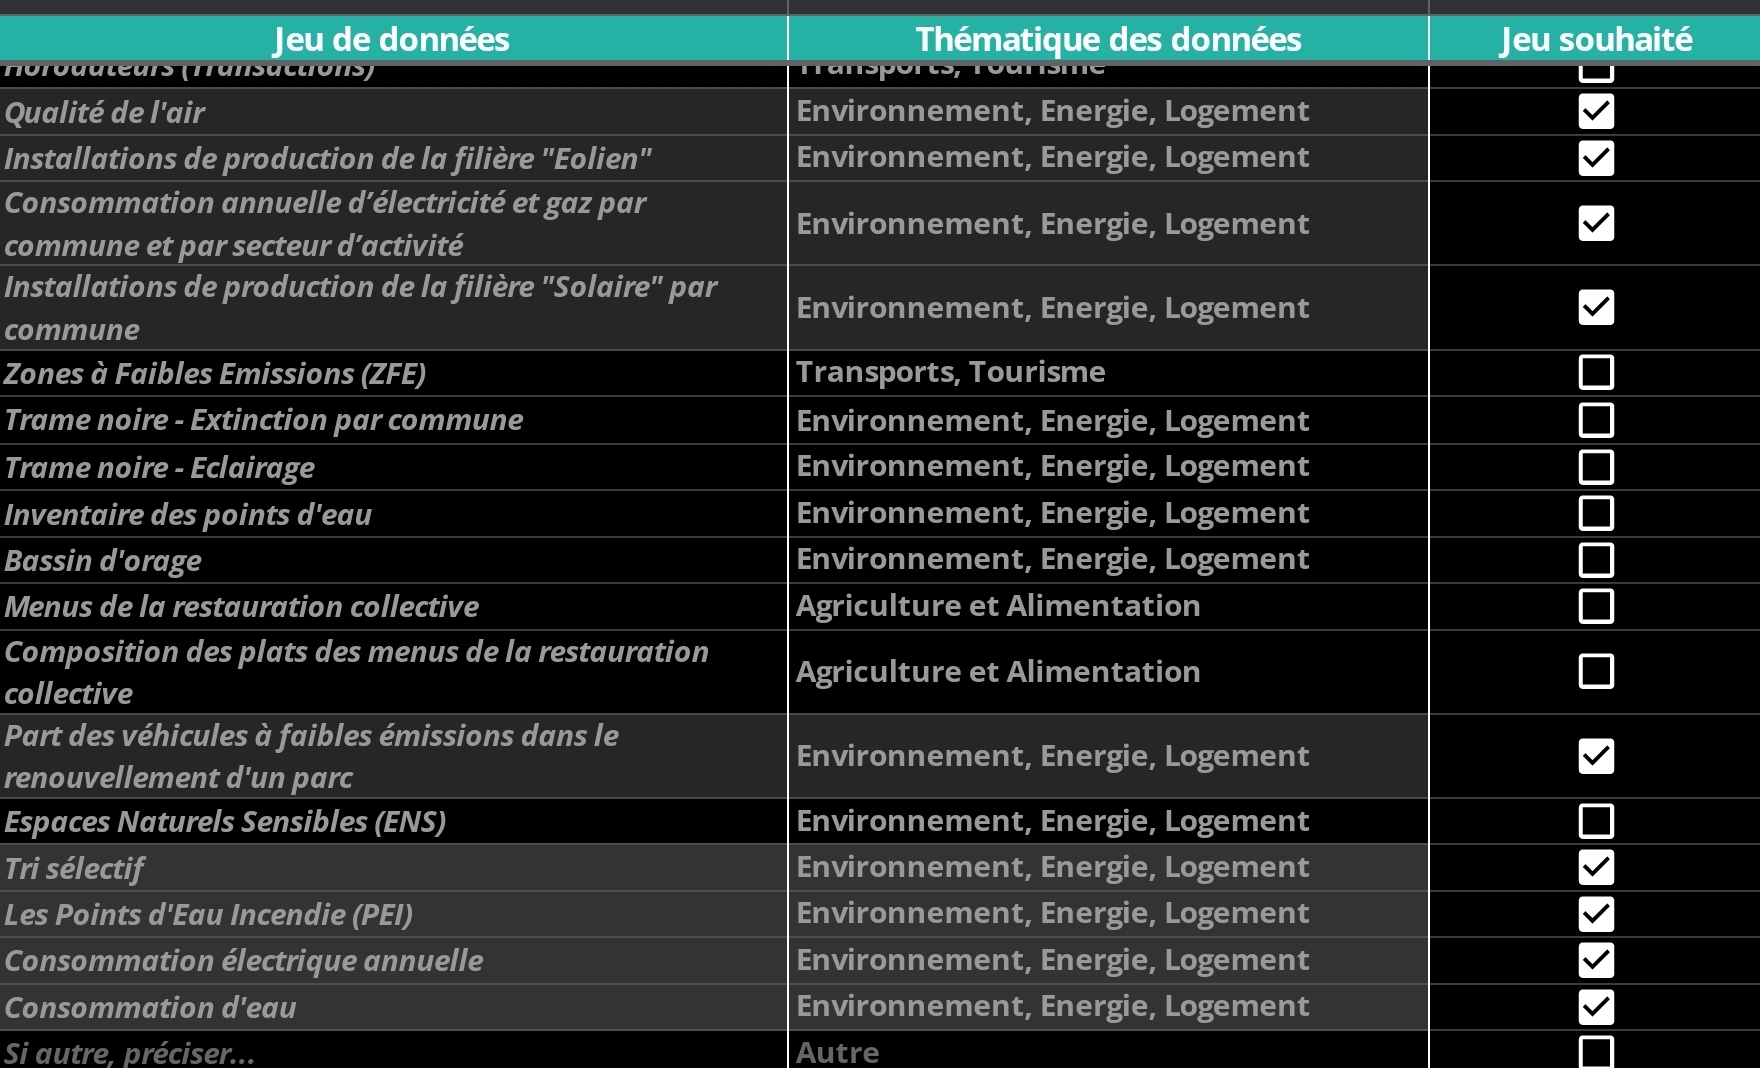 Jeu de données Thématique des données Jeu souhaité
Horodateurs (Transactions) Transports, Tourisme
Qualité de l'air Environnement, Energie, Logement
Installations de production de la filière "Eolien" Environnement, Energie, Logement
Consommation annuelle d’électricité et gaz par
commune et par secteur d’activité
Environnement, Energie, Logement
Installations de production de la filière "Solaire" par
commune
Environnement, Energie, Logement
Zones à Faibles Emissions (ZFE) Transports, Tourisme
Trame noire - Extinction par commune Environnement, Energie, Logement
Trame noire - Eclairage Environnement, Energie, Logement
Inventaire des points d'eau Environnement, Energie, Logement
Bassin d'orage Environnement, Energie, Logement
Menus de la restauration collective Agriculture et Alimentation
Composition des plats des menus de la restauration
collective
Agriculture et Alimentation
Part des véhicules à faibles émissions dans le
renouvellement d'un parc
Environnement, Energie, Logement
Espaces Naturels Sensibles (ENS) Environnement, Energie, Logement
Tri sélectif Environnement, Energie, Logement
Les Points d'Eau Incendie (PEI) Environnement, Energie, Logement
Consommation électrique annuelle Environnement, Energie, Logement
Consommation d'eau Environnement, Energie, Logement
Si autre, préciser... Autre